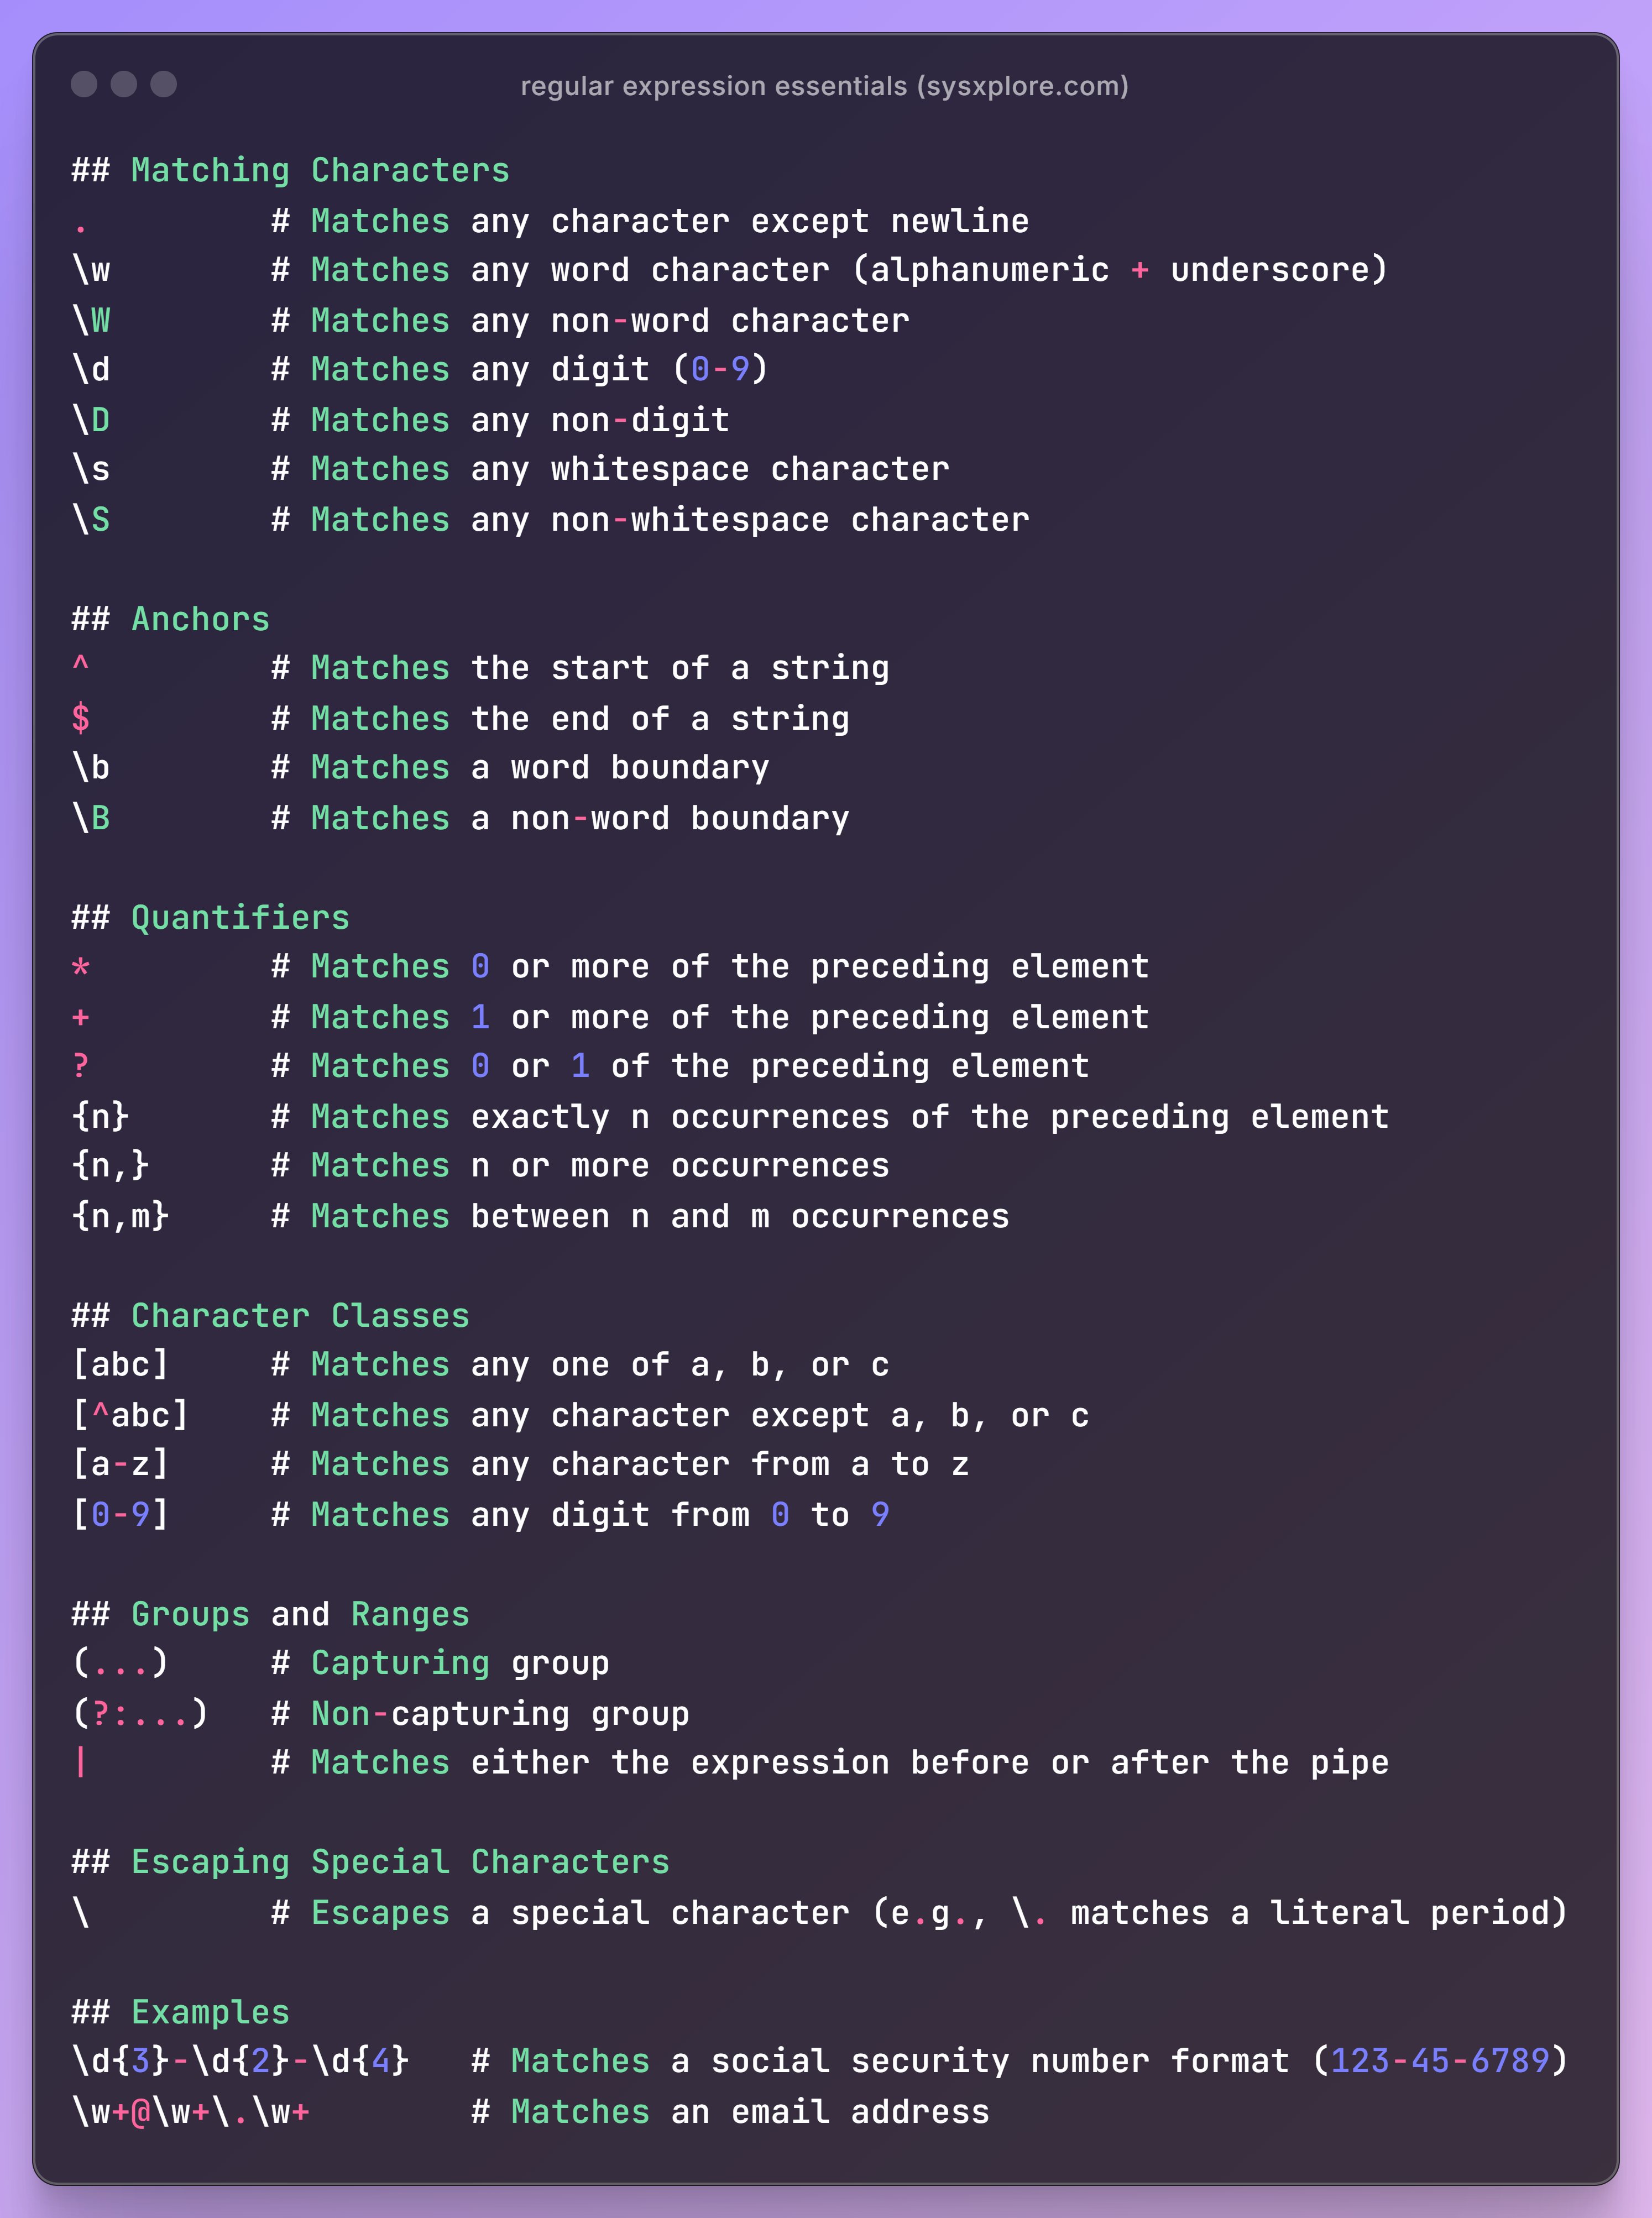 regular expression essentials (sysxplore.com)
## Matching Characters
. # Matches any character except newline
\w # Matches any word character (alphanumeric + underscore)
\W # Matches any non-word character
\d # Matches any digit (0-9)
\D # Matches any non-digit
\s # Matches any whitespace character
\S # Matches any non-whitespace character
## Anchors
^ # Matches the start of a string
$ # Matches the end of a string
\b # Matches a word boundary
\B # Matches a non-word boundary
## Quantifiers
* # Matches 0 or more of the preceding element
+ # Matches 1 or more of the preceding element
? # Matches 0 or 1 of the preceding element
{n} # Matches exactly n occurrences of the preceding element
{n,} # Matches n or more occurrences
{n,m} # Matches between n and m occurrences
## Character Classes
[abc] # Matches any one of a, b, or c
[^abc] # Matches any character except a, b, or c
[a-z] # Matches any character from a to z
[0-9] # Matches any digit from 0 to 9
## Groups and Ranges
(...) # Capturing group
(?:...) # Non-capturing group
| # Matches either the expression before or after the pipe
## Escaping Special Characters
\ # Escapes a special character (e.g., \. matches a literal period)
## Examples
\d{3}-\d{2}-\d{4} # Matches a social security number format (123-45-6789)
\w+@\w+\.\w+ # Matches an email address